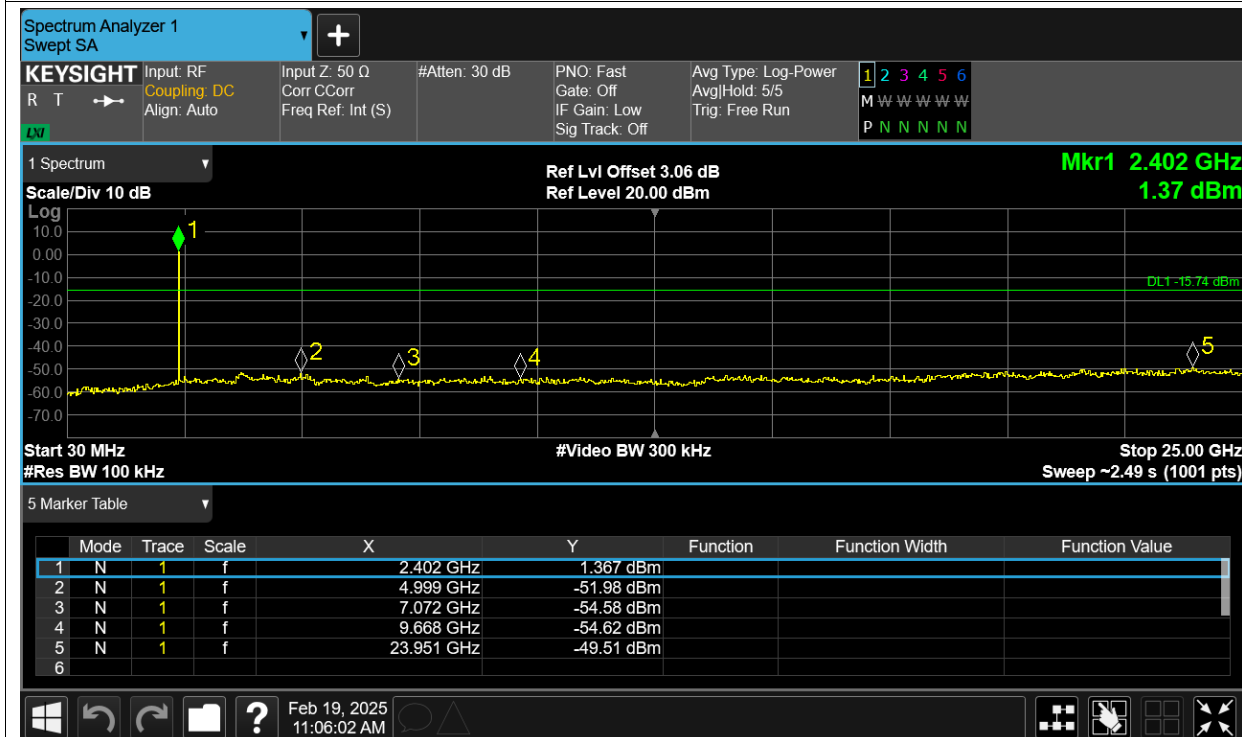 Spectrum Analyzer 1
Swept SA
+
KEYSIGHT
R T
LXI
Input: RF
Coupling: DC
Align: Auto
Input Z: 50 Ω
Corr CCorr
Freq Ref: Int (S)
#Atten: 30 dB
PNO: Fast
Gate: Off
IF Gain: Low
Sig Track: Off
Avg Type: Log-Power
Avg|Hold: 5/5
Trig: Free Run
1 2 3 4 5 6
M W W W W W
P N N N N N
1 Spectrum
Scale/Div 10 dB
Ref Lvl Offset 3.06 dB
Ref Level 20.00 dBm
Mkr1 2.402 GHz
1.37 dBm
Log
10.0
0.00
-10.0
-20.0
-30.0
-40.0
-50.0
-60.0
-70.0
1
DL1 -15.74 dBm
2
3
4
5
Start 30 MHz
#Video BW 300 kHz
Stop 25.00 GHz
#Res BW 100 kHz
Sweep ~2.49 s (1001 pts)
5 Marker Table
Mode Trace Scale X Y Function Function Width Function Value
1 N 1 f 2.402 GHz 1.367 dBm
2 N 1 f 4.999 GHz -51.98 dBm
3 N 1 f 7.072 GHz -54.58 dBm
4 N 1 f 9.668 GHz -54.62 dBm
5 N 1 f 23.951 GHz -49.51 dBm
6
?
Feb 19, 2025
11:06:02 AM